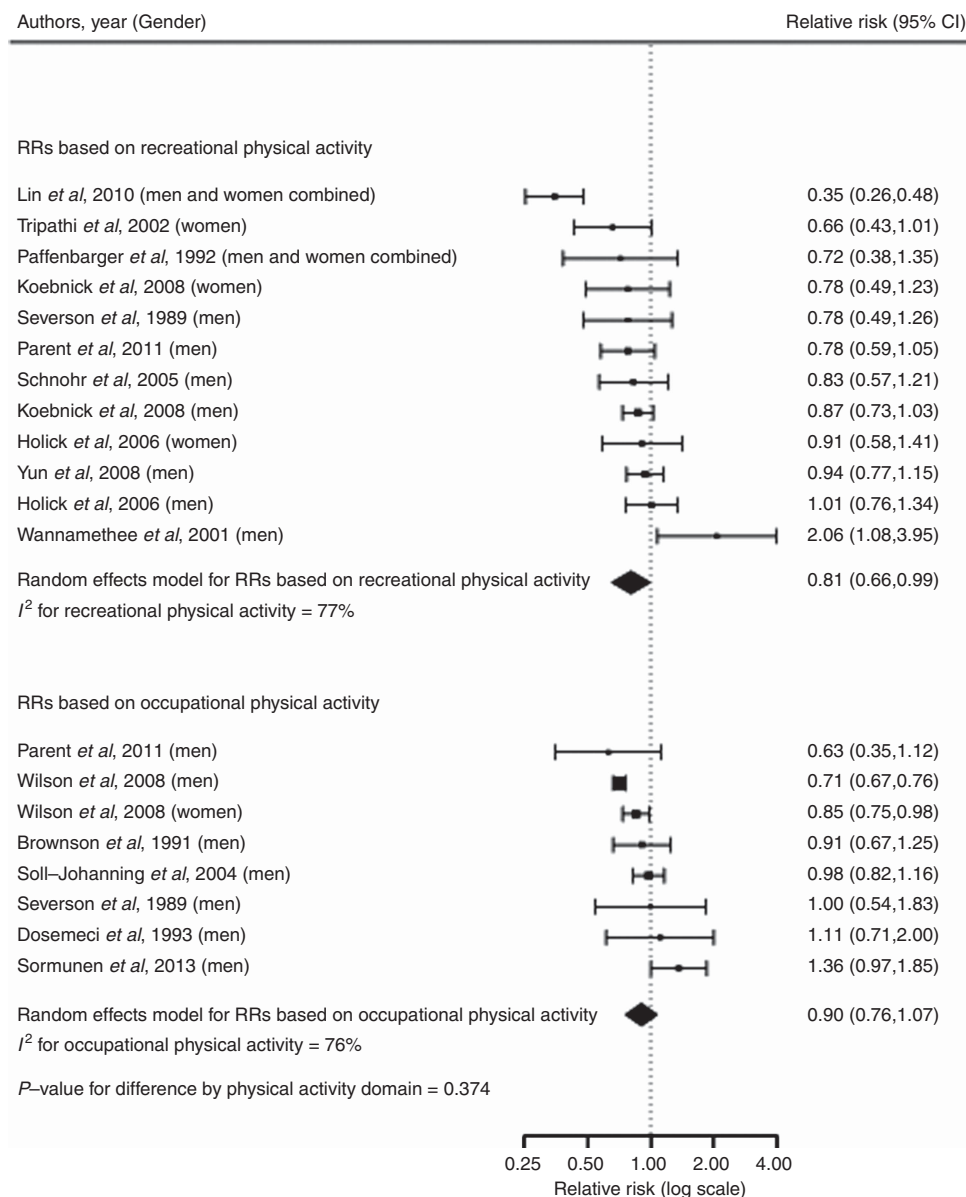 Authors, year (Gender) Relative risk (95% CI)
RRs based on recreational physical activity
Lin et al, 2010 (men and women combined) 0.35 (0.26,0.48)
Tripathi et al, 2002 (women) 0.66 (0.43,1.01)
Paffenbarger et al, 1992 (men and women combined) 0.72 (0.38,1.35)
Koebnick et al, 2008 (women) 0.78 (0.49,1.23)
Severson et al, 1989 (men) 0.78 (0.49,1.26)
Parent et al, 2011 (men) 0.78 (0.59,1.05)
Schnohr et al, 2005 (men) 0.83 (0.57,1.21)
Koebnick et al, 2008 (men) 0.87 (0.73,1.03)
Holick et al, 2006 (women) 0.91 (0.58,1.41)
Yun et al, 2008 (men) 0.94 (0.77,1.15)
Holick et al, 2006 (men) 1.01 (0.76,1.34)
Wannamethee et al, 2001 (men) 2.06 (1.08,3.95)
Random effects model for RRs based on recreational physical activity 0.81 (0.66,0.99)
I² for recreational physical activity = 77%
RRs based on occupational physical activity
Parent et al, 2011 (men) 0.63 (0.35,1.12)
Wilson et al, 2008 (men) 0.71 (0.67,0.76)
Wilson et al, 2008 (women) 0.85 (0.75,0.98)
Brownson et al, 1991 (men) 0.91 (0.67,1.25)
Soll–Johanning et al, 2004 (men) 0.98 (0.82,1.16)
Severson et al, 1989 (men) 1.00 (0.54,1.83)
Dosemeci et al, 1993 (men) 1.11 (0.71,2.00)
Sormunen et al, 2013 (men) 1.36 (0.97,1.85)
Random effects model for RRs based on occupational physical activity 0.90 (0.76,1.07)
I² for occupational physical activity = 76%
P–value for difference by physical activity domain = 0.374
0.25 0.50 1.00 2.00 4.00
Relative risk (log scale)